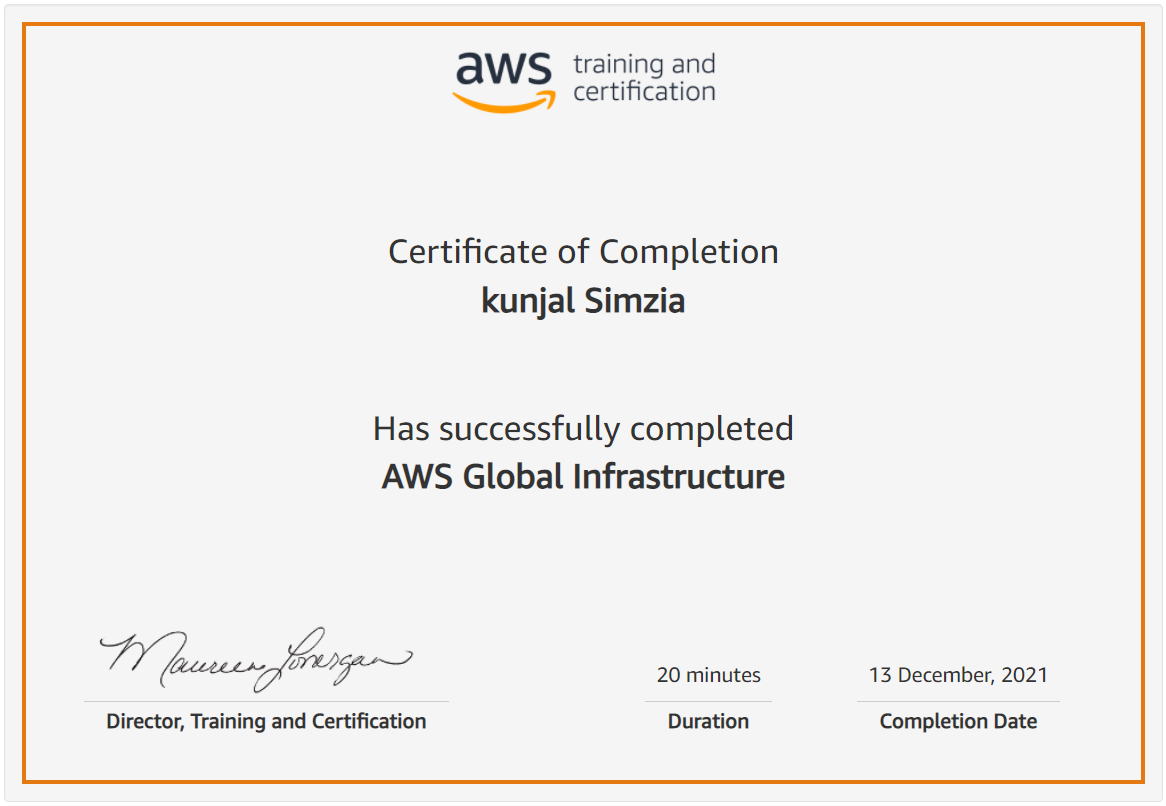 aws training and
certification
Certificate of Completion
kunjal Simzia
Has successfully completed
AWS Global Infrastructure
Maureen Lonergan
20 minutes
13 December, 2021
Director, Training and Certification
Duration
Completion Date